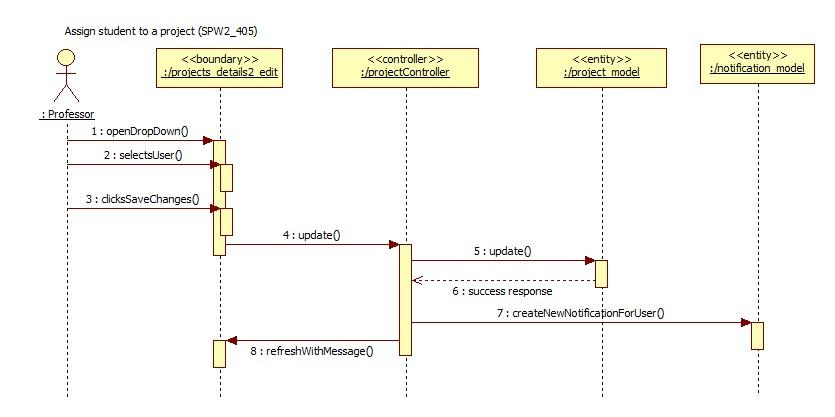 Assign student to a project (SPW2_405)
<<boundary>>
:/projects_details2_edit
<<controller>>
:/projectController
<<entity>>
:/project_model
<<entity>>
:/notification_model
: Professor
1 : openDropDown()
2 : selectsUser()
3 : clicksSaveChanges()
4 : update()
5 : update()
6 : success response
7 : createNewNotificationForUser()
8 : refreshWithMessage()